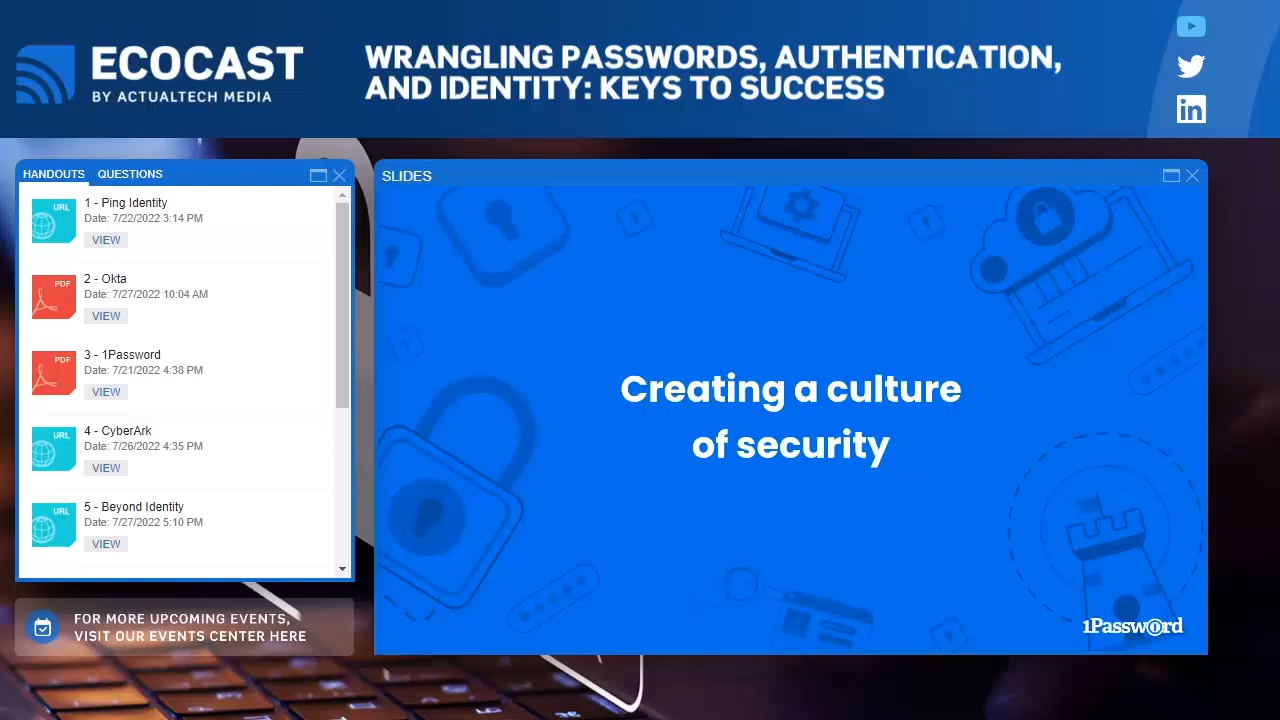 ECOCAST
BY ACTUALTECH MEDIA
WRANGLING PASSWORDS, AUTHENTICATION,
AND IDENTITY: KEYS TO SUCCESS
in
HANDOUTS QUESTIONS
URL
1 - Ping Identity
Date: 7/22/2022 3:14 PM
VIEW
PDF
2 - Okta
Date: 7/27/2022 10:04 AM
VIEW
PDF
3 - 1Password
Date: 7/21/2022 4:38 PM
VIEW
URL
4 - CyberArk
Date: 7/26/2022 4:35 PM
VIEW
URL
5 - Beyond Identity
Date: 7/27/2022 5:10 PM
VIEW
FOR MORE UPCOMING EVENTS,
VISIT OUR EVENTS CENTER HERE
SLIDES
Creating a culture
of security
1Password